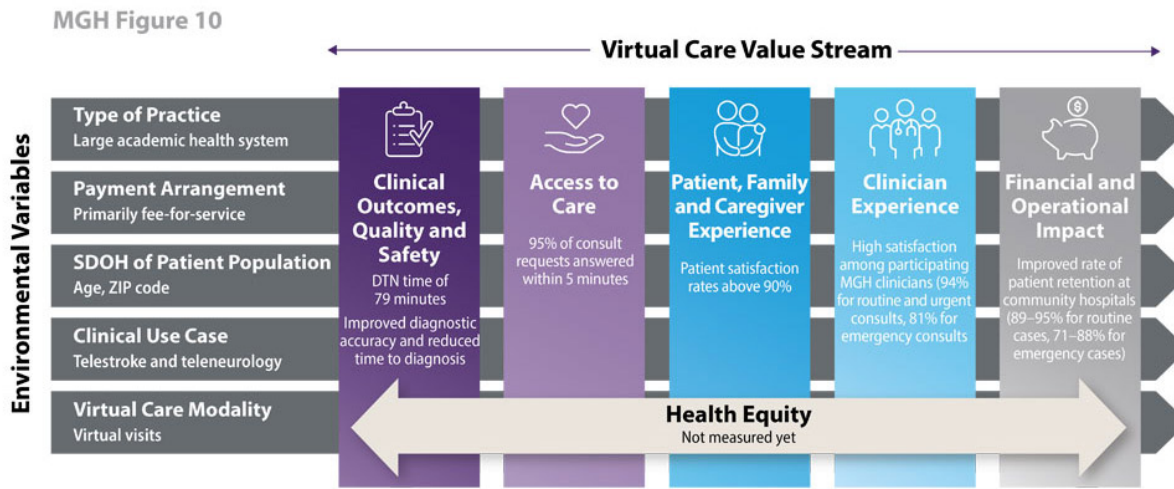 MGH Figure 10
Virtual Care Value Stream
Environmental Variables
Type of Practice
Large academic health system
Payment Arrangement
Primarily fee-for-service
SDOH of Patient Population
Age, ZIP code
Clinical Use Case
Telestroke and teleneurology
Virtual Care Modality
Virtual visits
Clinical
Outcomes,
Quality and
Safety
DTN time of
79 minutes
Improved diagnostic
accuracy and reduced
time to diagnosis
Access to
Care
95% of consult
requests answered
within 5 minutes
Patient, Family
and Caregiver
Experience
Patient satisfaction
rates above 90%
Clinician
Experience
High satisfaction
among participating
MGH clinicians (94%
for routine and urgent
consults, 81% for
emergency consults
Financial and
Operational
Impact
Improved rate of
patient retention at
community hospitals
(89–95% for routine
cases, 71–88% for
emergency cases)
$
Health Equity
Not measured yet